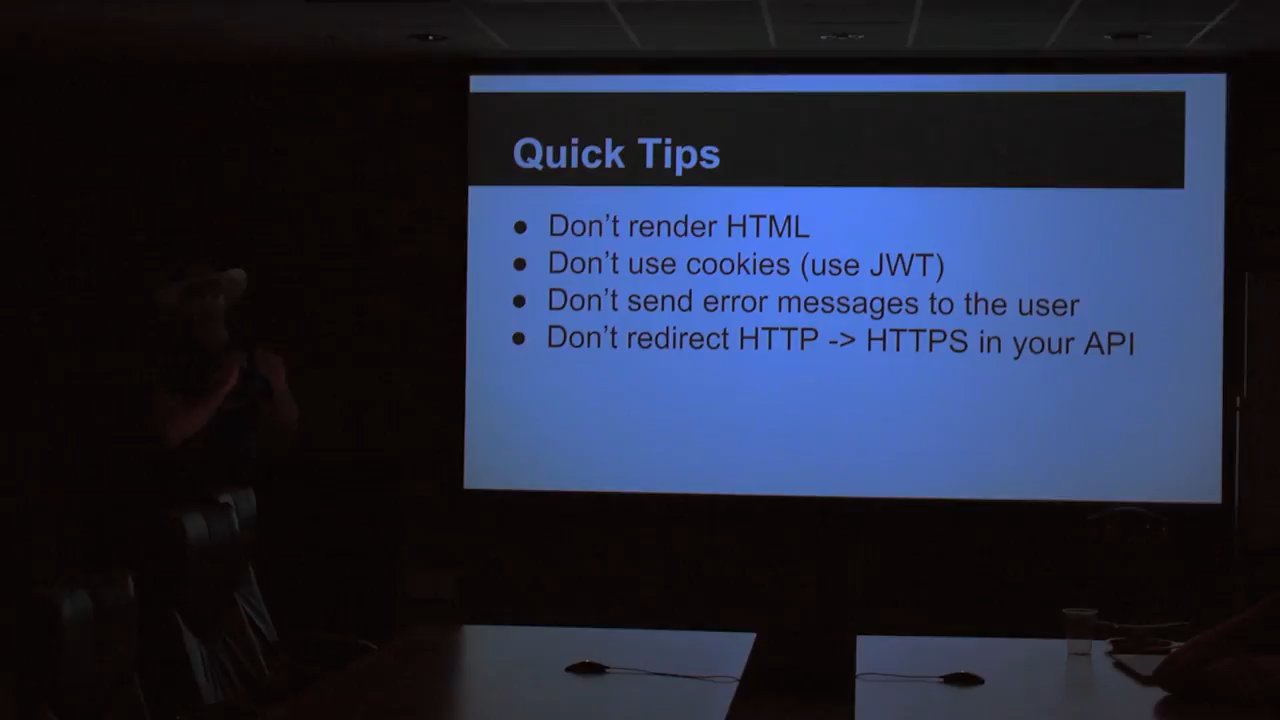 Quick Tips
● Don’t render HTML
● Don’t use cookies (use JWT)
● Don’t send error messages to the user
● Don’t redirect HTTP -> HTTPS in your API